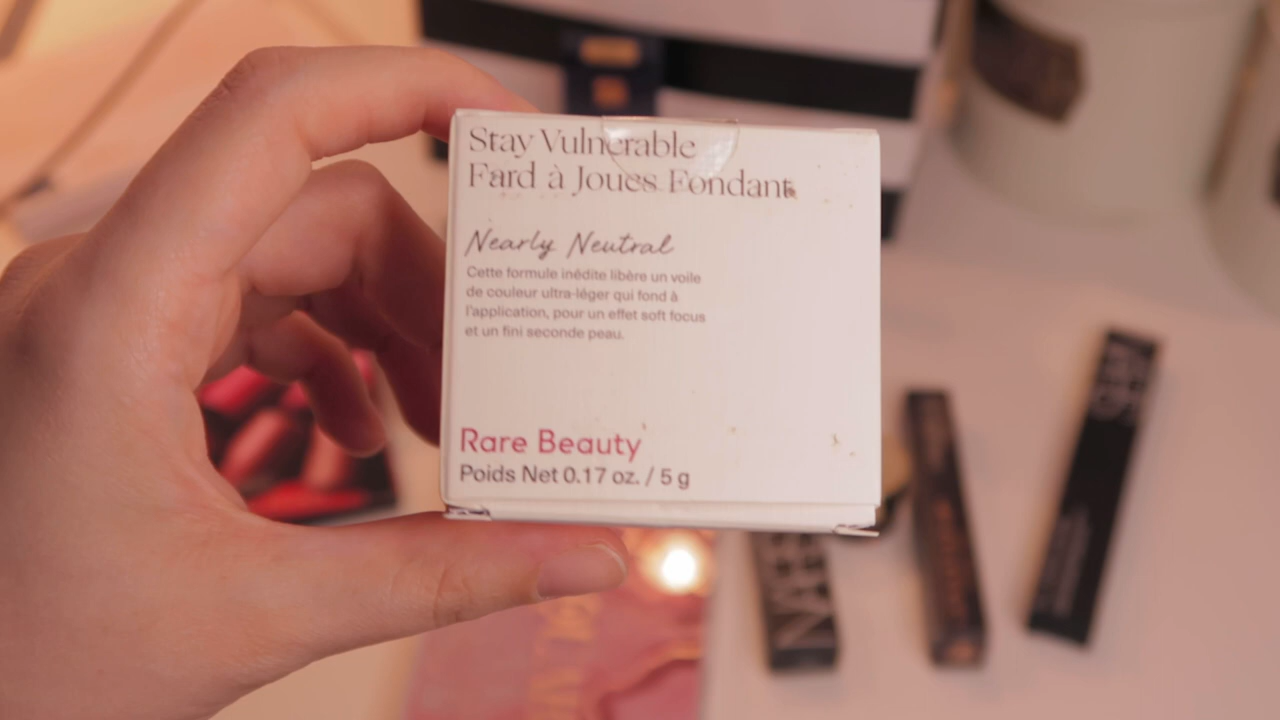 Stay Vulnerable
Fard à Joues Fondant
Nearly Neutral
Cette formule inédite libère un voile
de couleur ultra-léger qui fond à
l'application, pour un effet soft focus
et un fini seconde peau.
Rare Beauty
Poids Net 0.17 oz. / 5 g
NARS